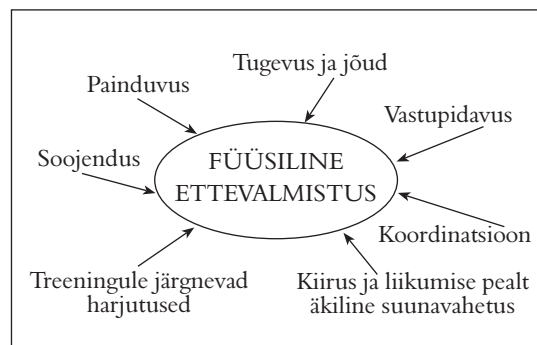 Tugevus ja jõud
Painduvus
Vastupidavus
Soojendus
FÜÜSILINE
ETTEVALMISTUS
Koordinatsioon
Treeningule järgnevad
harjutused
Kiirus ja liikumise pealt
äkiline suunavahetus